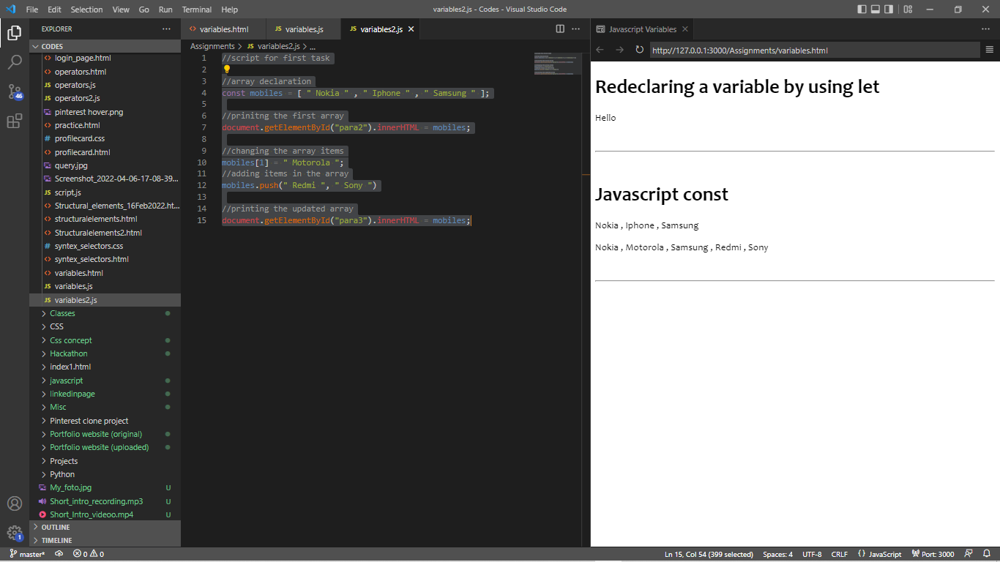 File Edit Selection View Go Run Terminal Help variables2.js - Codes - Visual Studio Code
EXPLORER
CODES
login_page.html
operators.html
operators.js
operators2.js
pinterest hover.png
practice.html
profilecard.css
profilecard.html
query.jpg
Screenshot_2022-04-06-17-08-39...
script.js
Structural_elements_16Feb2022.ht...
structuralelements.html
Structuralelements2.html
syntex_selectors.css
syntex_selectors.html
variables.html
variables.js
variables2.js
Classes
CSS
Css concept
Hackathon
index1.html
javascript
linkedinpage
Misc
Pinterest clone project
Portfolio website (original)
Portfolio website (uploaded)
Projects
Python
My_foto.jpg U
Short_intro_recording.mp3 U
Short_Intro_videoo.mp4 U
OUTLINE
TIMELINE
46
1
variables.html variables.js variables2.js
Assignments > variables2.js > ...
1 //script for first task
2
3 //array declaration
4 const mobiles = [ " Nokia " , " Iphone " , " Samsung " ];
5
6 //prinitng the first array
7 document.getElementById("para2").innerHTML = mobiles;
8
9 //changing the array items
10 mobiles[1] = " Motorola ";
11 //adding items in the array
12 mobiles.push(" Redmi ", " Sony ")
13
14 //printing the updated array
15 document.getElementById("para3").innerHTML = mobiles;
Javascript Variables
http://127.0.0.1:3000/Assignments/variables.html
Redeclaring a variable by using let
Hello
Javascript const
Nokia , Iphone , Samsung
Nokia , Motorola , Samsung , Redmi , Sony
master* 0 0 Ln 15, Col 54 (399 selected) Spaces: 4 UTF-8 CRLF JavaScript Port: 3000